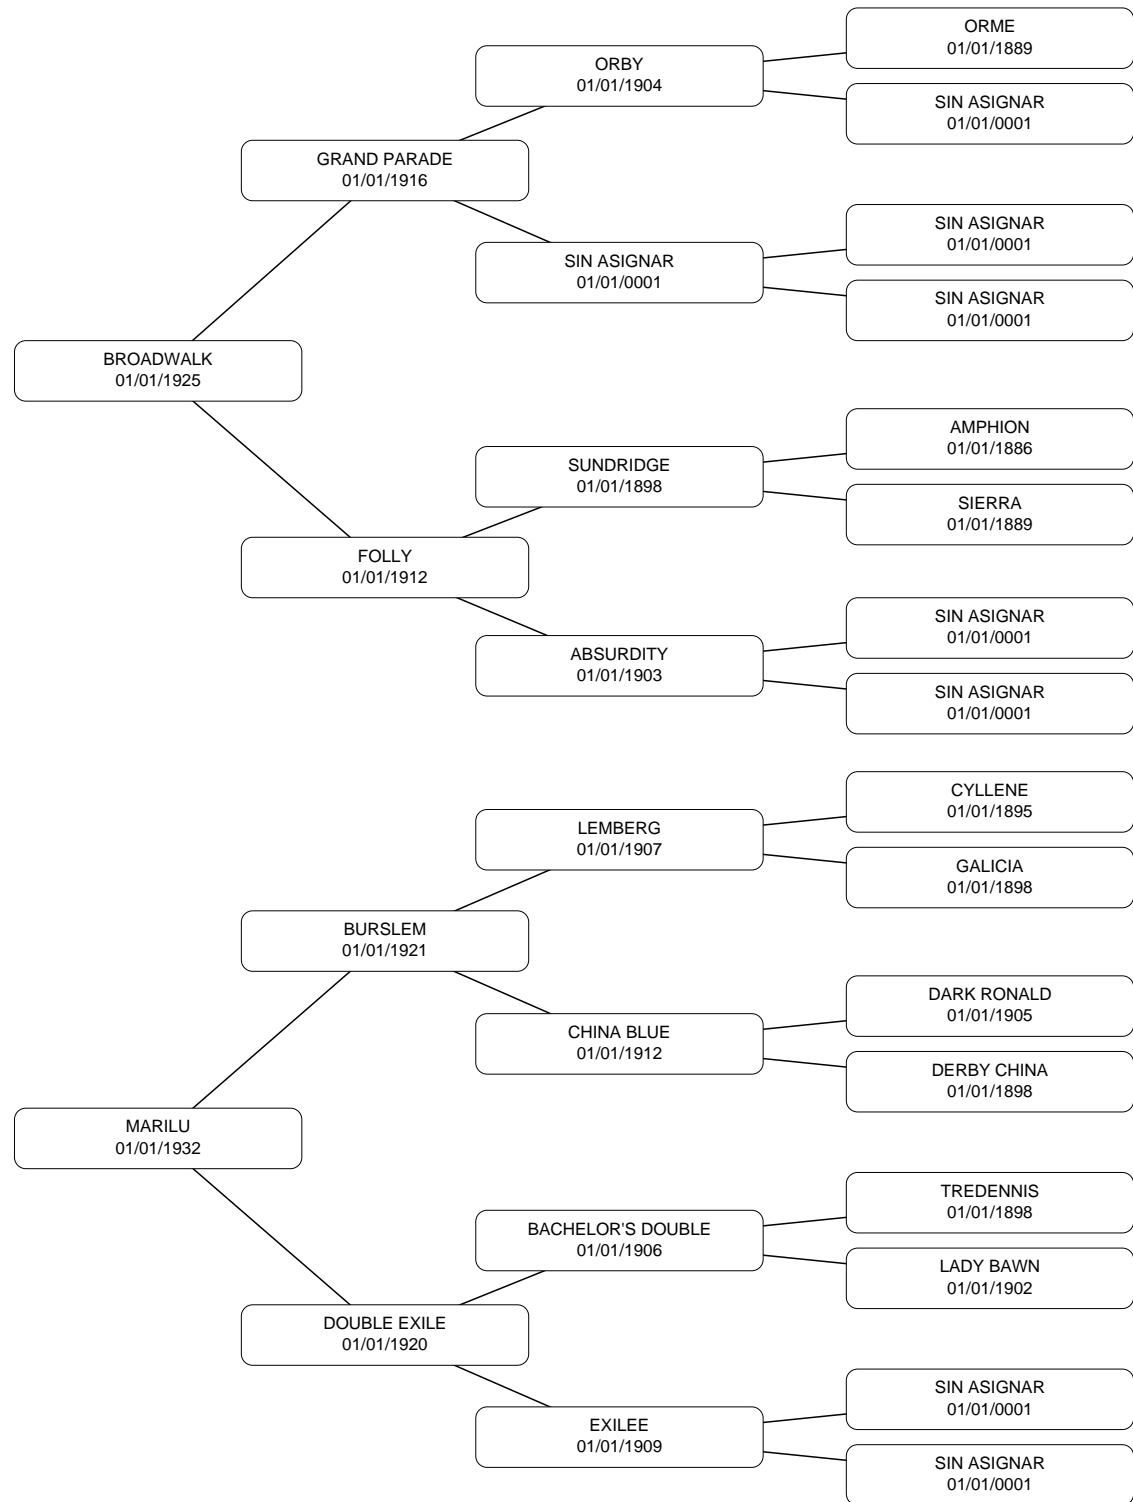 ORME
01/01/1889
ORBY
01/01/1904
SIN ASIGNAR
01/01/0001
GRAND PARADE
01/01/1916
SIN ASIGNAR
01/01/0001
SIN ASIGNAR
01/01/0001
SIN ASIGNAR
01/01/0001
BROADWALK
01/01/1925
AMPHION
01/01/1886
SUNDRIDGE
01/01/1898
SIERRA
01/01/1889
FOLLY
01/01/1912
SIN ASIGNAR
01/01/0001
ABSURDITY
01/01/1903
SIN ASIGNAR
01/01/0001
CYLLENE
01/01/1895
LEMBERG
01/01/1907
GALICIA
01/01/1898
BURSLEM
01/01/1921
DARK RONALD
01/01/1905
CHINA BLUE
01/01/1912
DERBY CHINA
01/01/1898
MARILU
01/01/1932
TREDENNIS
01/01/1898
BACHELOR'S DOUBLE
01/01/1906
LADY BAWN
01/01/1902
DOUBLE EXILE
01/01/1920
SIN ASIGNAR
01/01/0001
EXILEE
01/01/1909
SIN ASIGNAR
01/01/0001